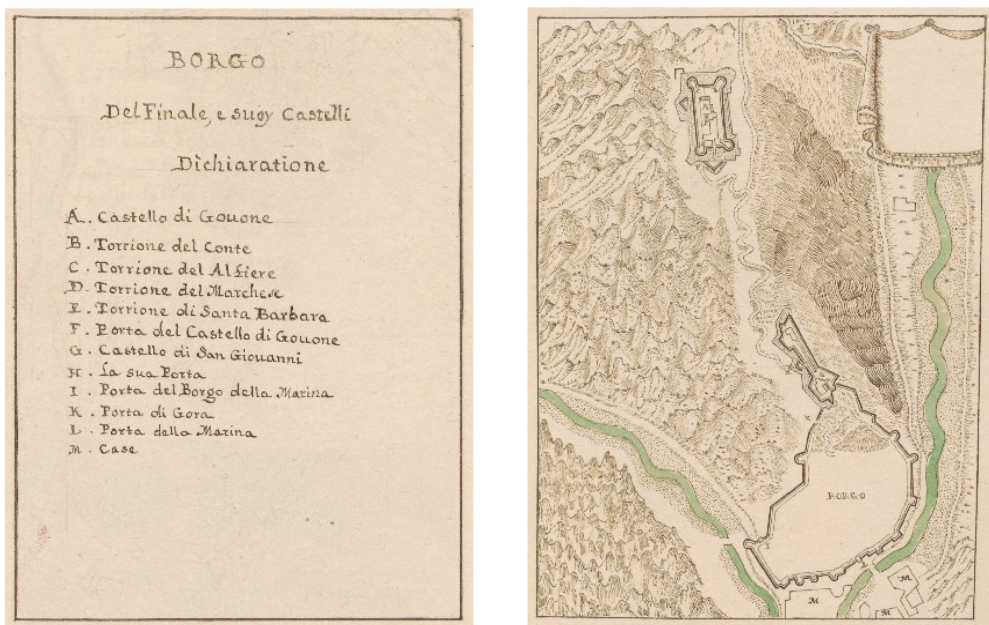 BORGO
Del Finale, e suoy Castelli
Dichiaratione
A. Castello di Gouone
B. Torrione del Conte
C. Torrione del Alfiere
D. Torrione del Marchese
E. Torrione di Santa Barbara
F. Porta del Castello di Gouone
G. Castello di San Giouanni
H. La sua Porta
I. Porta del Borgo della Marina
K. Porta di Gora
L. Porta della Marina
M. Case
K
BORGO
M
M
M